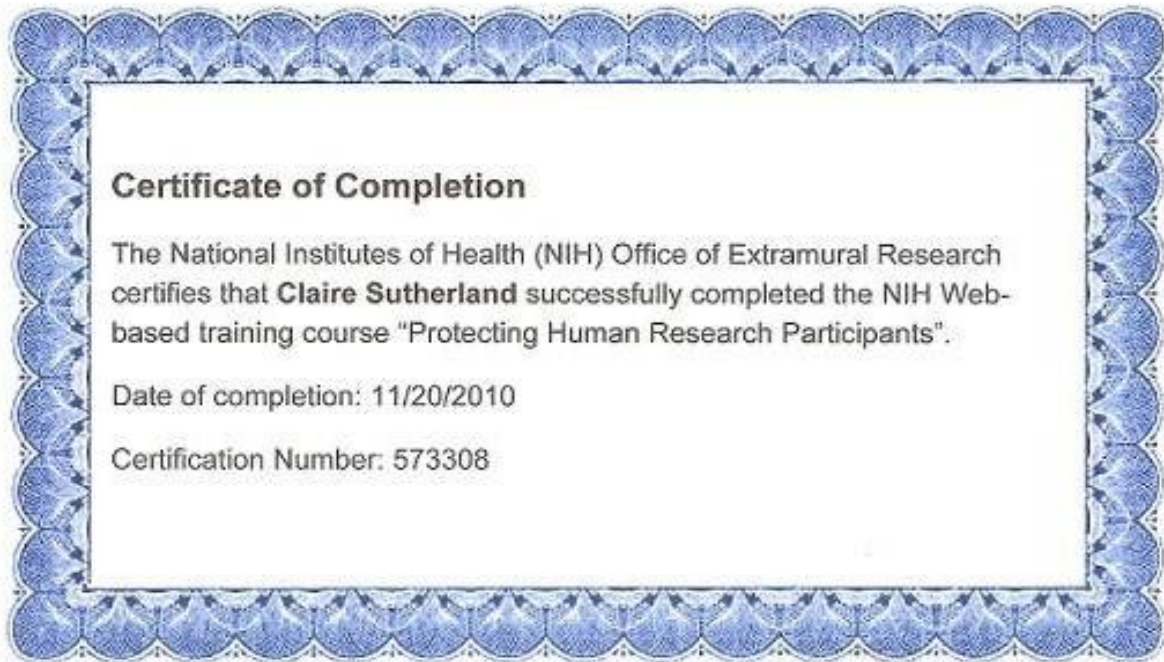 Certificate of Completion
The National Institutes of Health (NIH) Office of Extramural Research
certifies that Claire Sutherland successfully completed the NIH Web-
based training course “Protecting Human Research Participants”.
Date of completion: 11/20/2010
Certification Number: 573308